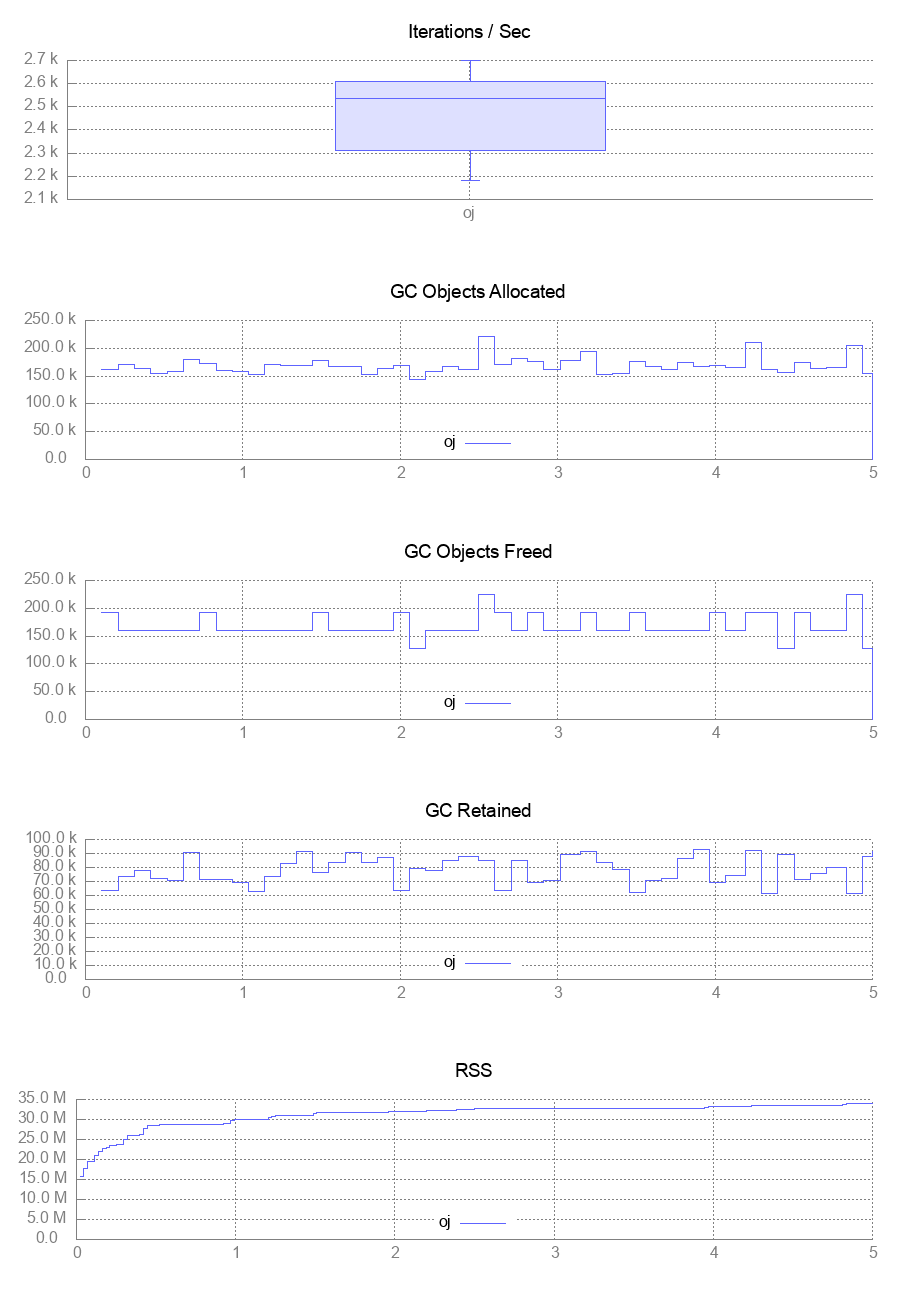 Iterations / Sec
2.7 k
2.6 k
2.5 k
2.4 k
2.3 k
2.2 k
2.1 k
oj
GC Objects Allocated
250.0 k
200.0 k
150.0 k
100.0 k
50.0 k
0.0
oj
0 1 2 3 4 5
GC Objects Freed
250.0 k
200.0 k
150.0 k
100.0 k
50.0 k
0.0
oj
0 1 2 3 4 5
GC Retained
100.0 k
90.0 k
80.0 k
70.0 k
60.0 k
50.0 k
40.0 k
30.0 k
20.0 k
10.0 k
0.0
oj
0 1 2 3 4 5
RSS
35.0 M
30.0 M
25.0 M
20.0 M
15.0 M
10.0 M
5.0 M
0.0
oj
0 1 2 3 4 5